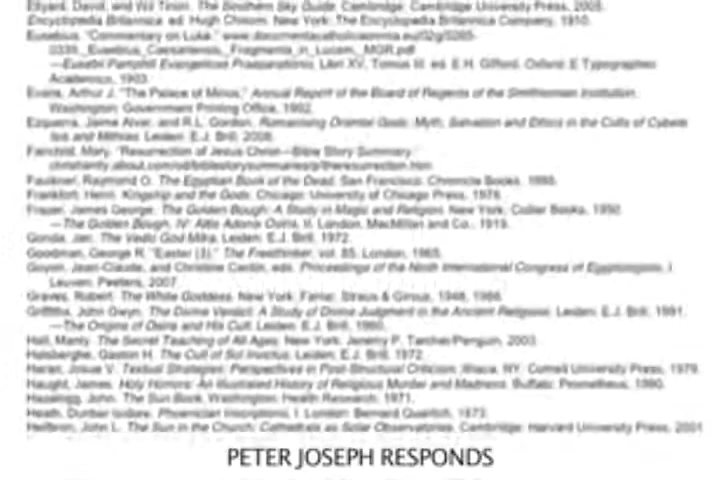 Ellyard, David, and Wil Tirion. The Southern Sky Guide. Cambridge: Cambridge University Press, 2005.
Encyclopedia Britannica. ed. Hugh Chisolm. New York: The Encyclopedia Britannica Company, 1910.
Eusebius. "Commentary on Luke."
—Eusebii Pamphili Evangelicae Praeparationis, Libri XV, Tomus III. ed. E.H. Gifford. Oxford: E Typographeo
Academico, 1903.
Evans, Arthur J. "The Palace of Minos," Annual Report of the Board of Regents of the Smithsonian Institution.
Washington: Government Printing Office, 1902.
Ezquerra, Jaime Alvar, and R.L. Gordon. Romanising Oriental Gods: Myth, Salvation and Ethics in the Cults of Cybele
Isis and Mithras. Leiden: E.J. Brill, 2008.
Fairchild, Mary. "Resurrection of Jesus Christ—Bible Story Summary."
Faulkner, Raymond O. The Egyptian Book of the Dead. San Francisco: Chronicle Books,
Frankfort, Henri. Kingship and the Gods. Chicago: University of Chicago Press, 1978.
Frazer, James George. The Golden Bough: A Study in Magic and Religion. New York: Collier Books,
—The Golden Bough, IV: Attis Adonis Osiris, II. London: MacMillan and Co., 1919.
Gonda, Jan. The Vedic God Mitra. Leiden: E.J. Brill, 1972.
Goodman, George R. "Easter (3)," The Freethinker, vol. 85. London, 1965.
Goyon, Jean-Claude, and Christine Cardin, eds. Proceedings of the Ninth International Congress of Egyptologists, I.
Leuven: Peeters, 2007.
Graves, Robert. The White Goddess. New York: Farrar, Straus & Giroux, 1948, 1966.
Griffiths, John Gwyn. The Divine Verdict: A Study of Divine Judgment in the Ancient Religions. Leiden: E.J. Brill, 1991.
—The Origins of Osiris and His Cult. Leiden: E.J. Brill, 1980.
Hall, Manly. The Secret Teaching of All Ages. New York: Jeremy P. Tarcher/Penguin, 2003.
Halsberghe, Gaston H. The Cult of Sol Invictus. Leiden: E.J. Brill, 1972.
Harari, Josue V. Textual Strategies: Perspectives in Post-Structural Criticism. Ithaca, NY: Cornell University Press, 1979.
Haught, James. Holy Horrors: An Illustrated History of Religious Murder and Madness. Buffalo: Prometheus, 1990.
Hazelrigg, John. The Sun Book. Washington: Health Research, 1971.
Heath, Dunbar Isidore. Phoenician Inscriptions, I. London: Bernard Quaritch, 1873.
Heilbron, John L. The Sun in the Church: Cathedrals as Solar Observatories. Cambridge: Harvard University Press, 2001
PETER JOSEPH RESPONDS